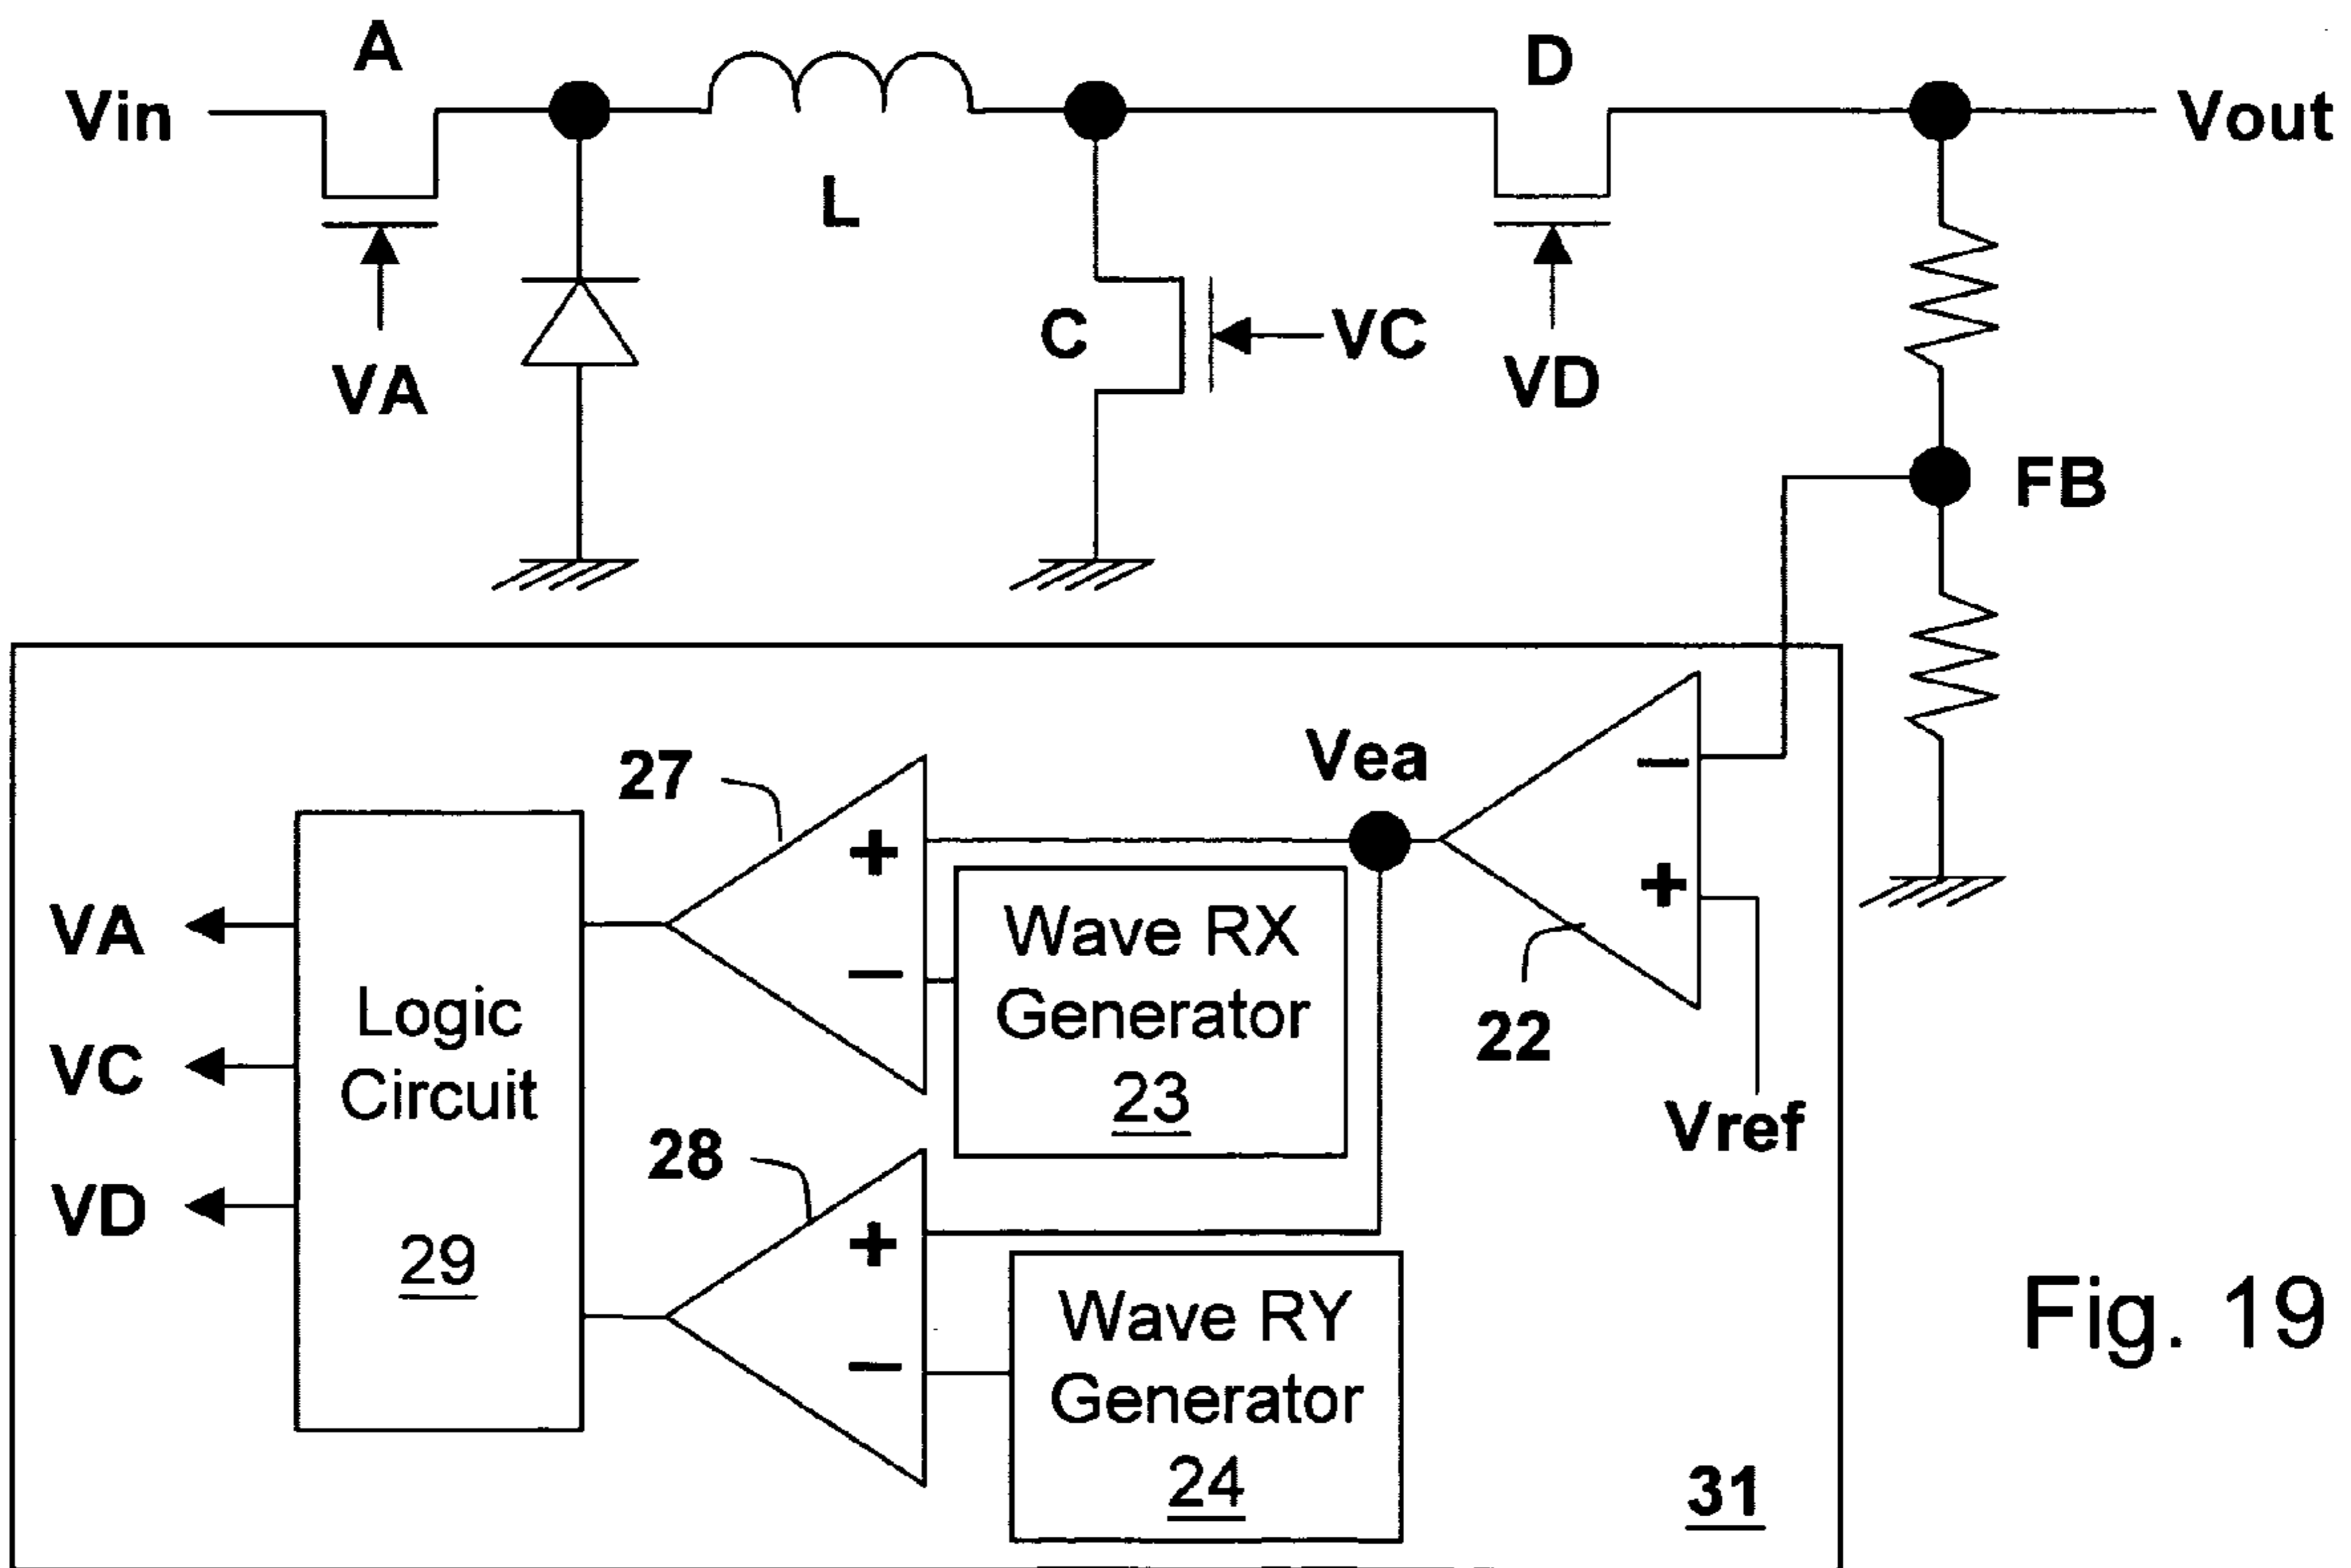 A
D
Vin
Vout
L
C
VC
VA
VD
FB
Vea
27
+
−
−
+
Wave RX
Generator
23
22
Vref
VA
VC
VD
Logic
Circuit
29
28
+
−
Wave RY
Generator
24
31
Fig. 19